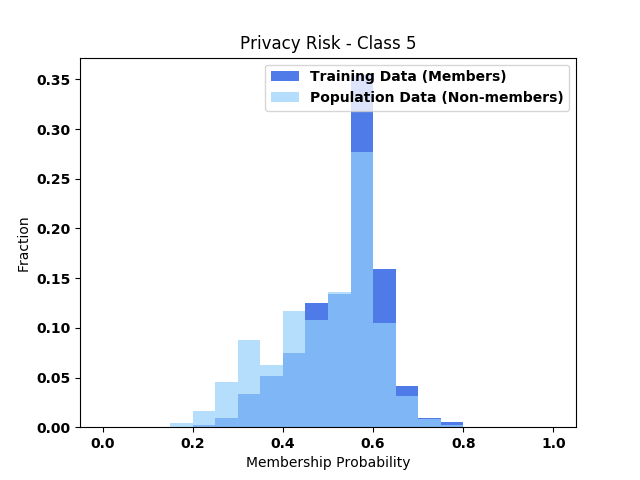 Privacy Risk - Class 5
Training Data (Members)
Population Data (Non-members)
Fraction
0.35
0.30
0.25
0.20
0.15
0.10
0.05
0.00
0.0 0.2 0.4 0.6 0.8 1.0
Membership Probability